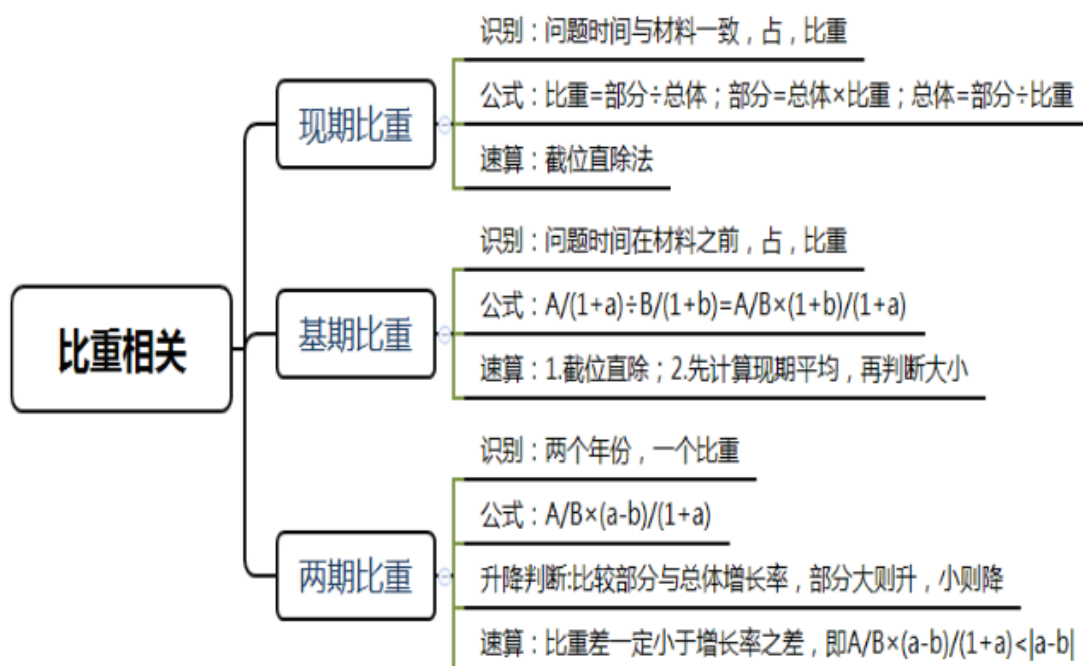 比重相关
现期比重
识别：问题时间与材料一致，占，比重
公式：比重=部分÷总体；部分=总体×比重；总体=部分÷比重
速算：截位直除法
基期比重
识别：问题时间在材料之前，占，比重
公式：A/(1+a)÷B/(1+b)=A/B×(1+b)/(1+a)
速算：1.截位直除；2.先计算现期平均，再判断大小
两期比重
识别：两个年份，一个比重
公式：A/B×(a-b)/(1+a)
升降判断:比较部分与总体增长率，部分大则升，小则降
速算：比重差一定小于增长率之差，即A/B×(a-b)/(1+a)<|a-b|